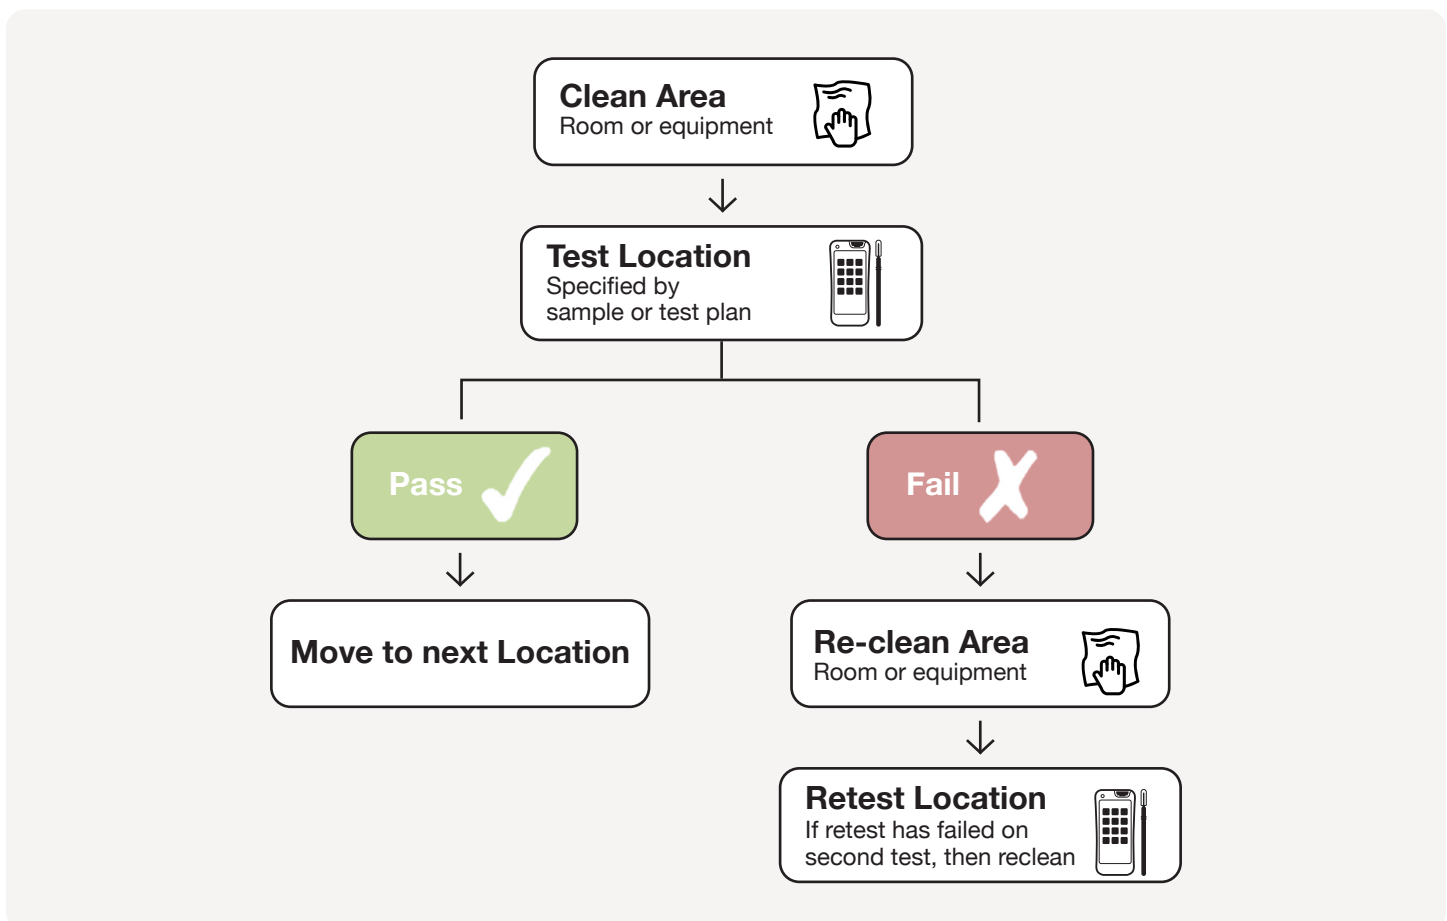 Clean Area
Room or equipment
Test Location
Specified by
sample or test plan
Pass
Fail
Move to next Location
Re-clean Area
Room or equipment
Retest Location
If retest has failed on
second test, then reclean